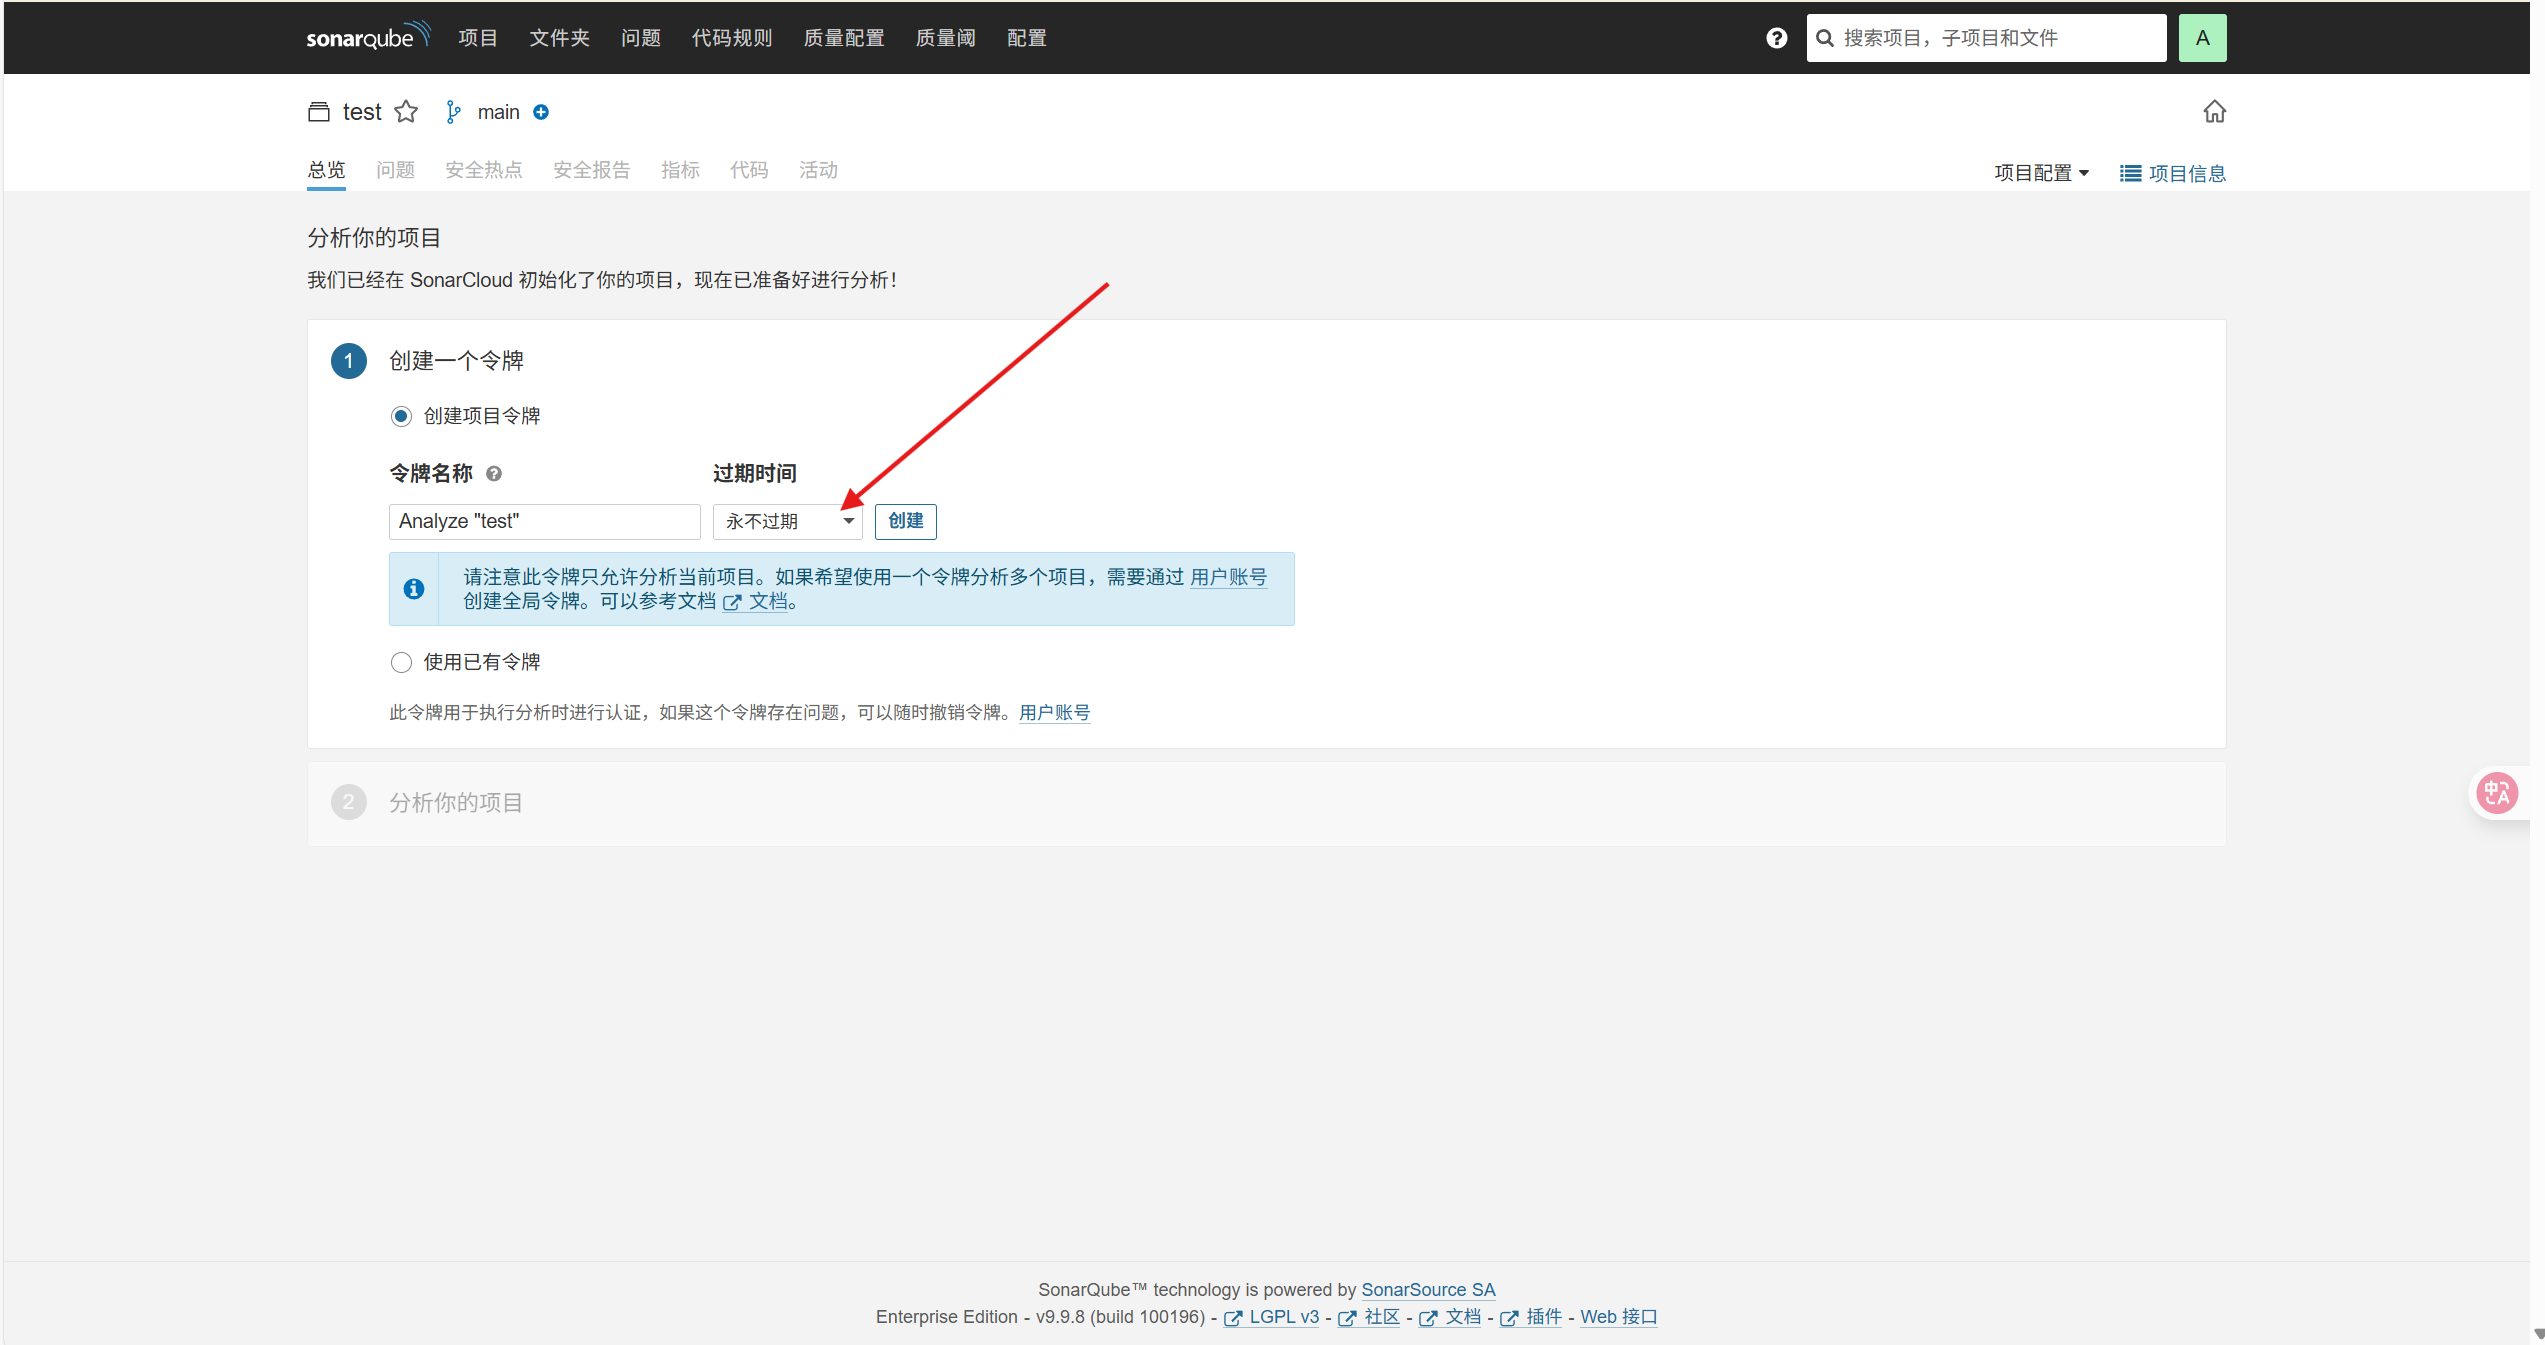 sonarqube 项目 文件夹 问题 代码规则 质量配置 质量阈 配置 搜索项目，子项目和文件 A
test main
总览 问题 安全热点 安全报告 指标 代码 活动 项目配置 项目信息
分析你的项目
我们已经在 SonarCloud 初始化了你的项目，现在已准备好进行分析！
1 创建一个令牌
创建项目令牌
令牌名称 过期时间
Analyze "test" 永不过期 创建
请注意此令牌只允许分析当前项目。如果希望使用一个令牌分析多个项目，需要通过 用户账号
创建全局令牌。可以参考文档 文档。
使用已有令牌
此令牌用于执行分析时进行认证，如果这个令牌存在问题，可以随时撤销令牌。用户账号
2 分析你的项目
中A
SonarQube™ technology is powered by SonarSource SA
Enterprise Edition - v9.9.8 (build 100196) - LGPL v3 - 社区 - 文档 - 插件 - Web 接口